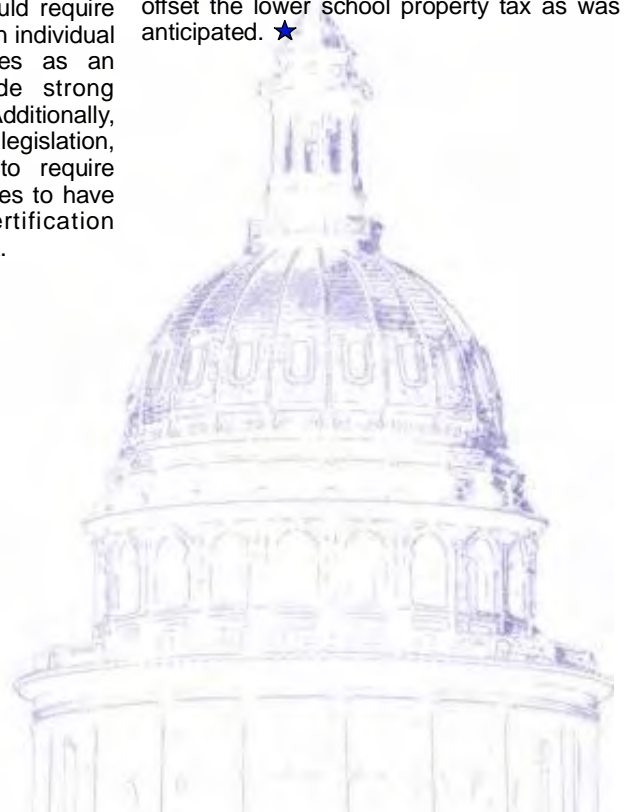 uld require
n individual
es as an
de strong
Additionally,
legislation,
to require
es to have
ertification
.
offset the lower school property tax as was
anticipated. ★